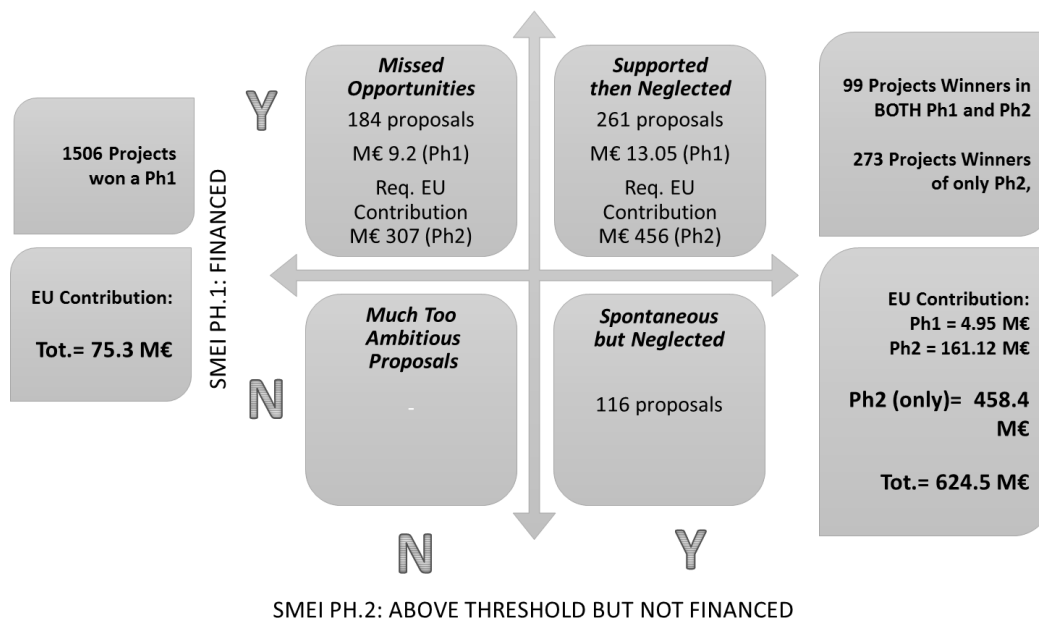 1506 Projects
won a Ph1
EU Contribution:
Tot.= 75.3 M€
SMEI PH.1: FINANCED
Y
N
Missed
Opportunities
184 proposals
M€ 9.2 (Ph1)
Req. EU
Contribution
M€ 307 (Ph2)
Supported
then Neglected
261 proposals
M€ 13.05 (Ph1)
Req. EU
Contribution
M€ 456 (Ph2)
Much Too
Ambitious
Proposals
-
Spontaneous
but Neglected
116 proposals
N
Y
SMEI PH.2: ABOVE THRESHOLD BUT NOT FINANCED
99 Projects Winners in
BOTH Ph1 and Ph2
273 Projects Winners
of only Ph2,
EU Contribution:
Ph1 = 4.95 M€
Ph2 = 161.12 M€
Ph2 (only)= 458.4
M€
Tot.= 624.5 M€